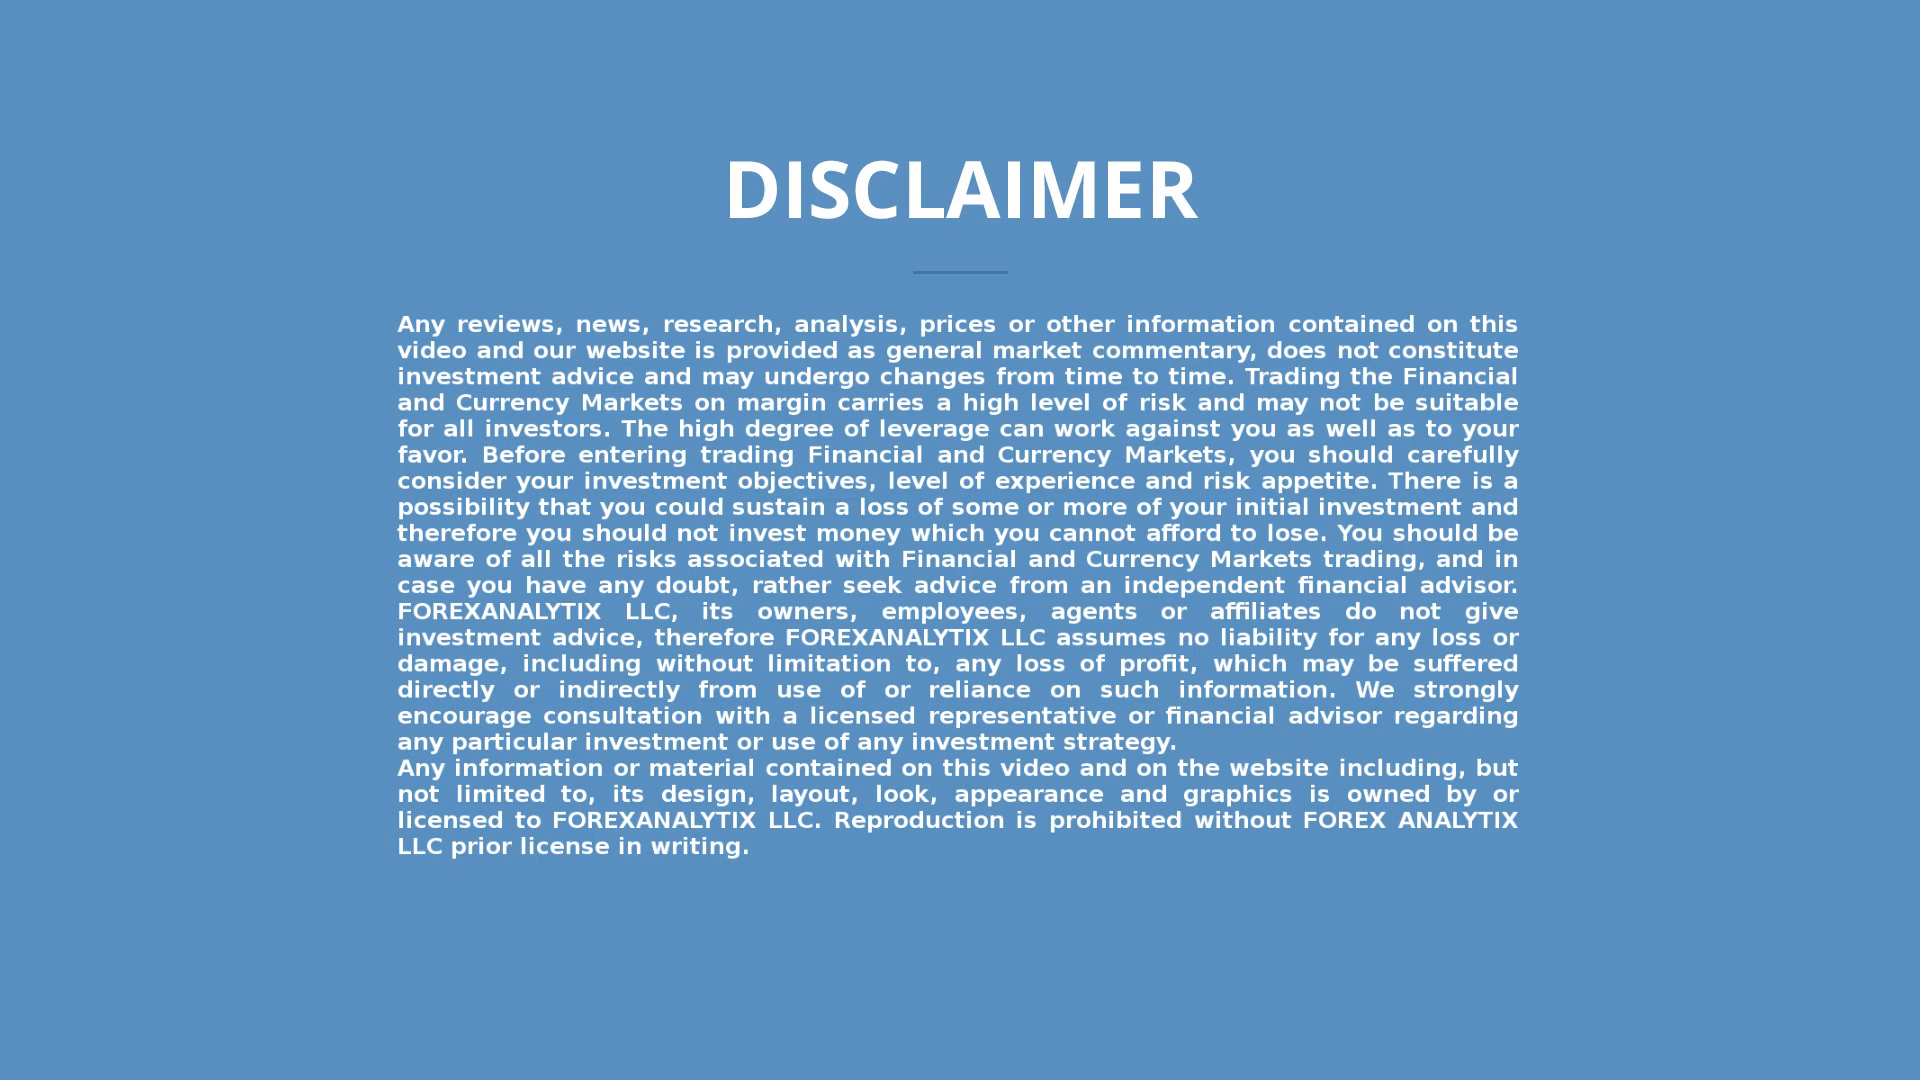 DISCLAIMER
Any reviews, news, research, analysis, prices or other information contained on this
video and our website is provided as general market commentary, does not constitute
investment advice and may undergo changes from time to time. Trading the Financial
and Currency Markets on margin carries a high level of risk and may not be suitable
for all investors. The high degree of leverage can work against you as well as to your
favor. Before entering trading Financial and Currency Markets, you should carefully
consider your investment objectives, level of experience and risk appetite. There is a
possibility that you could sustain a loss of some or more of your initial investment and
therefore you should not invest money which you cannot afford to lose. You should be
aware of all the risks associated with Financial and Currency Markets trading, and in
case you have any doubt, rather seek advice from an independent financial advisor.
FOREXANALYTIX LLC, its owners, employees, agents or affiliates do not give
investment advice, therefore FOREXANALYTIX LLC assumes no liability for any loss or
damage, including without limitation to, any loss of profit, which may be suffered
directly or indirectly from use of or reliance on such information. We strongly
encourage consultation with a licensed representative or financial advisor regarding
any particular investment or use of any investment strategy.
Any information or material contained on this video and on the website including, but
not limited to, its design, layout, look, appearance and graphics is owned by or
licensed to FOREXANALYTIX LLC. Reproduction is prohibited without FOREX ANALYTIX
LLC prior license in writing.